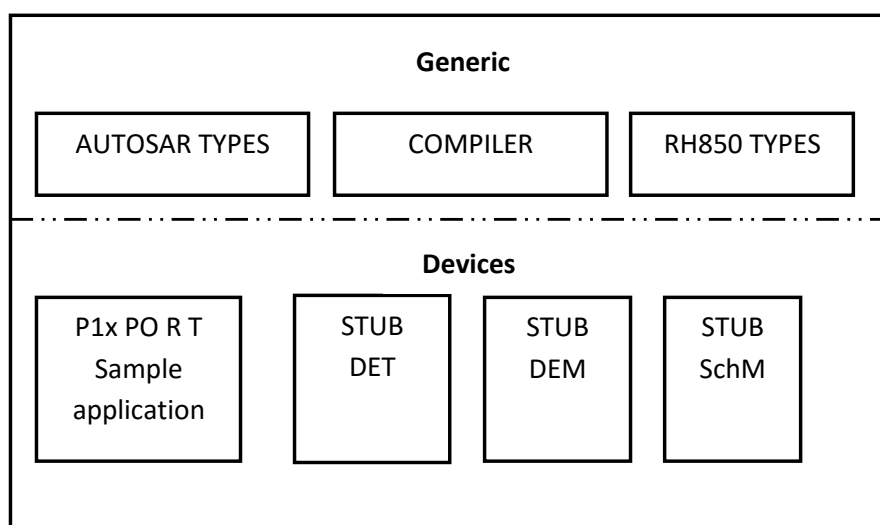 Generic
AUTOSAR TYPES
COMPILER
RH850 TYPES
Devices
P1x PO R T
Sample
application
STUB
DET
STUB
DEM
STUB
SchM